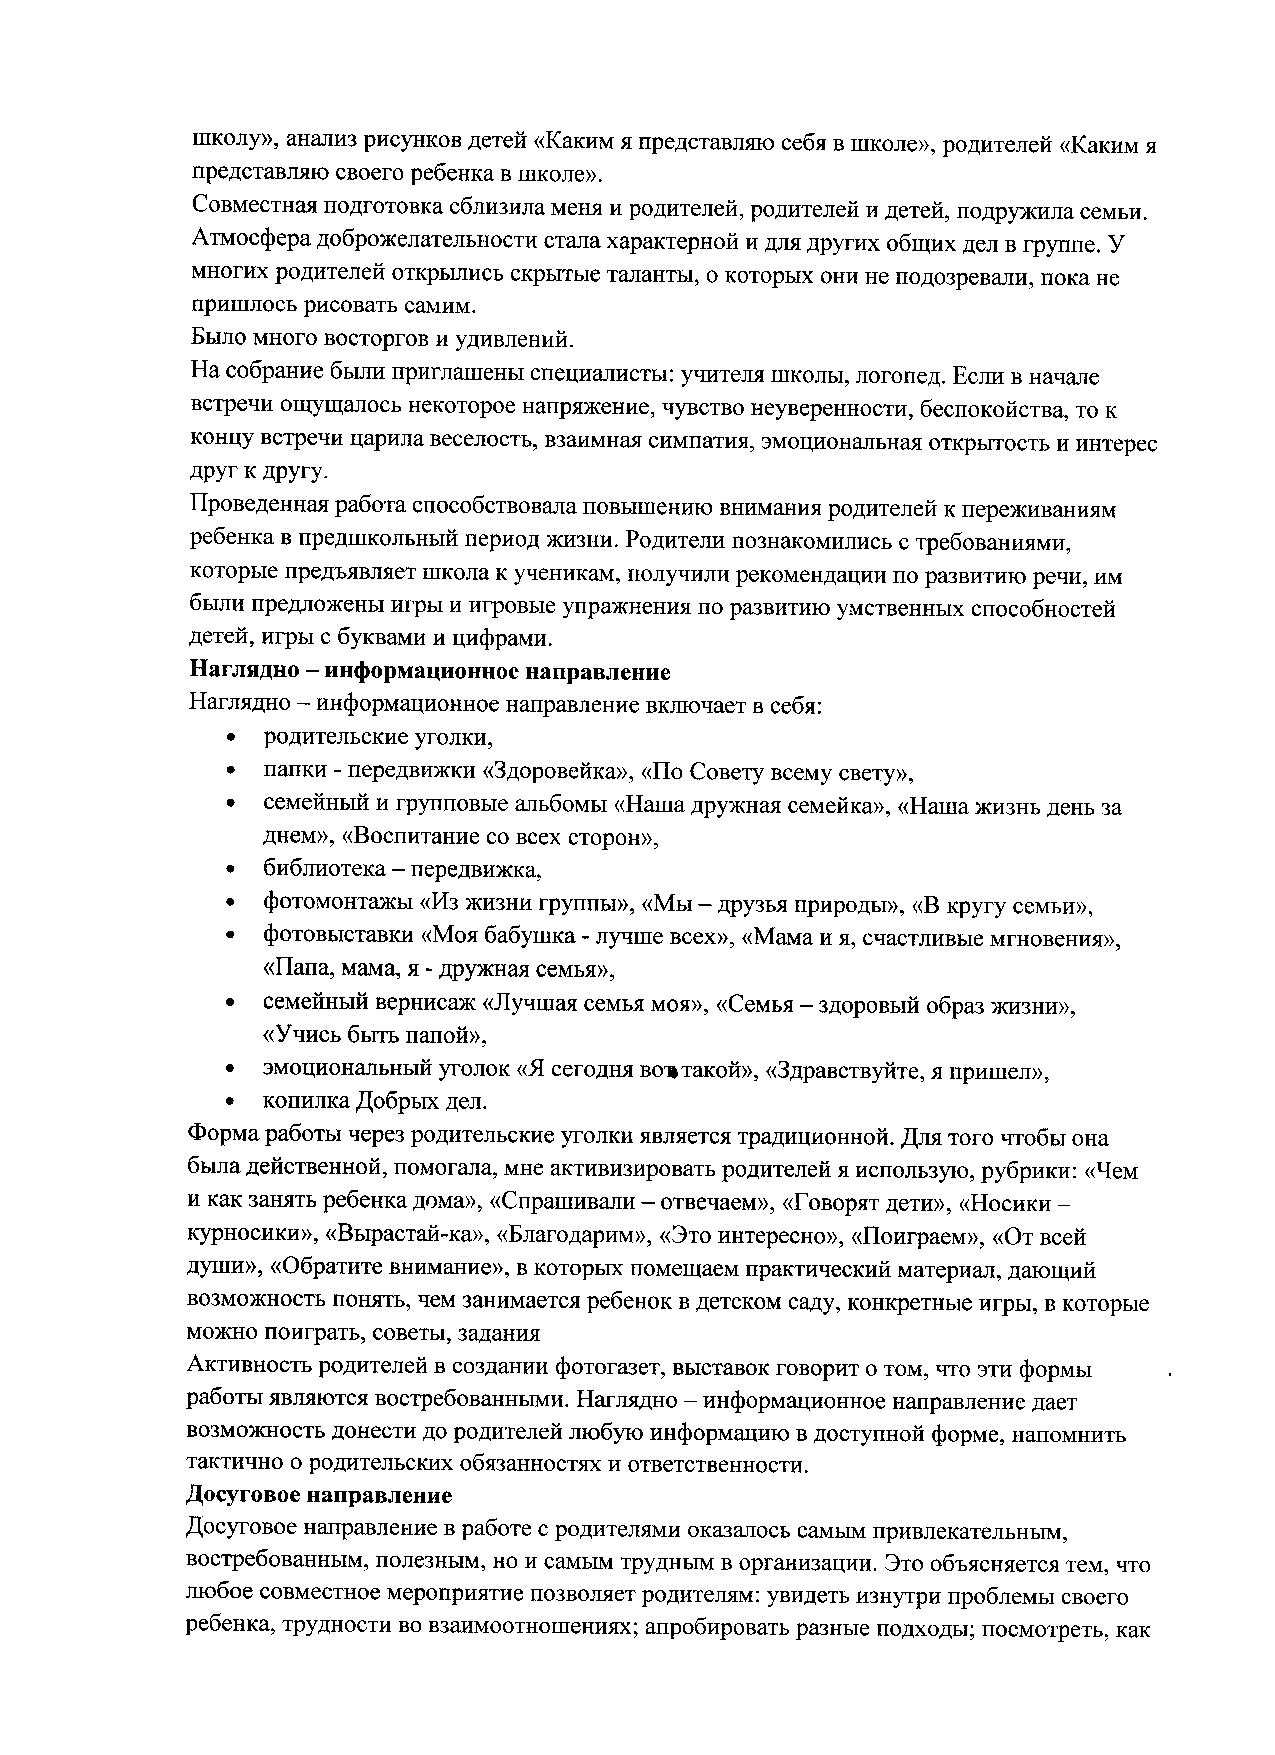 школу», анализ рисунков детей «Каким я представляю себя в школе», родителей «Каким я
представляю своего ребенка в школе».
Совместная подготовка сблизила меня и родителей, родителей и детей, подружила семьи.
Атмосфера доброжелательности стала характерной и для других общих дел в группе. У
многих родителей открылись скрытые таланты, о которых они не подозревали, пока не
пришлось рисовать самим.
Было много восторгов и удивлений.
На собрание были приглашены специалисты: учителя школы, логопед. Если в начале
встречи ощущалось некоторое напряжение, чувство неуверенности, беспокойства, то к
концу встречи царила веселость, взаимная симпатия, эмоциональная открытость и интерес
друг к другу.
Проведенная работа способствовала повышению внимания родителей к переживаниям
ребенка в предшкольный период жизни. Родители познакомились с требованиями,
которые предъявляет школа к ученикам, получили рекомендации по развитию речи, им
были предложены игры и игровые упражнения по развитию умственных способностей
детей, игры с буквами и цифрами.
Наглядно – информационное направление
Наглядно – информационное направление включает в себя:
• родительские уголки,
• папки - передвижки «Здоровейка», «По Совету всему свету»,
• семейный и групповые альбомы «Наша дружная семейка», «Наша жизнь день за
днем», «Воспитание со всех сторон»,
• библиотека – передвижка,
• фотомонтажы «Из жизни группы», «Мы – друзья природы», «В кругу семьи»,
• фотовыставки «Моя бабушка - лучше всех», «Мама и я, счастливые мгновения»,
«Папа, мама, я - дружная семья»,
• семейный вернисаж «Лучшая семья моя», «Семья – здоровый образ жизни»,
«Учись быть папой»,
• эмоциональный уголок «Я сегодня вот такой», «Здравствуйте, я пришел»,
• копилка Добрых дел.
Форма работы через родительские уголки является традиционной. Для того чтобы она
была действенной, помогала, мне активизировать родителей я использую, рубрики: «Чем
и как занять ребенка дома», «Спрашивали – отвечаем», «Говорят дети», «Носики –
курносики», «Вырастай-ка», «Благодарим», «Это интересно», «Поиграем», «От всей
души», «Обратите внимание», в которых помещаем практический материал, дающий
возможность понять, чем занимается ребенок в детском саду, конкретные игры, в которые
можно поиграть, советы, задания
Активность родителей в создании фотогазет, выставок говорит о том, что эти формы
работы являются востребованными. Наглядно – информационное направление дает
возможность донести до родителей любую информацию в доступной форме, напомнить
тактично о родительских обязанностях и ответственности.
Досуговое направление
Досуговое направление в работе с родителями оказалось самым привлекательным,
востребованным, полезным, но и самым трудным в организации. Это объясняется тем, что
любое совместное мероприятие позволяет родителям: увидеть изнутри проблемы своего
ребенка, трудности во взаимоотношениях; апробировать разные подходы; посмотреть, как